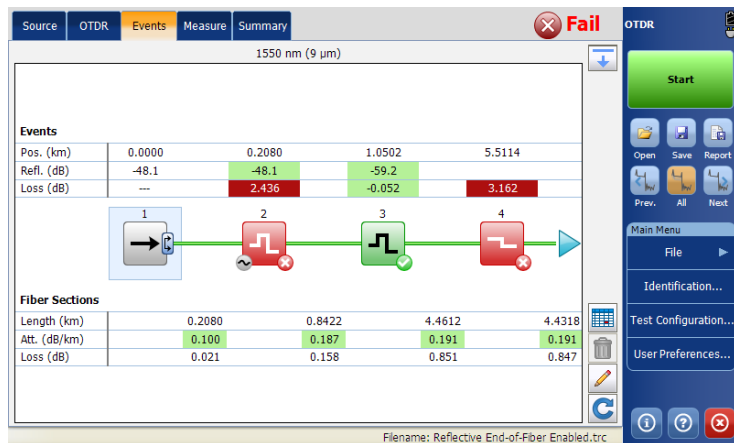 Source OTDR Events Measure Summary Fail OTDR
1550 nm (9 µm)
Start
Events
Pos. (km) 0.0000 0.2080 1.0502 5.5114
Refl. (dB) -48.1 -48.1 -59.2
Loss (dB) --- 2.436 -0.052 3.162
Open Save Report
Prev. All Next
1 2 3 4
Main Menu
File
Identification...
Test Configuration...
User Preferences...
Fiber Sections
Length (km) 0.2080 0.8422 4.4612 4.4318
Att. (dB/km) 0.100 0.187 0.191 0.191
Loss (dB) 0.021 0.158 0.851 0.847
Filename: Reflective End-of-Fiber Enabled.trc